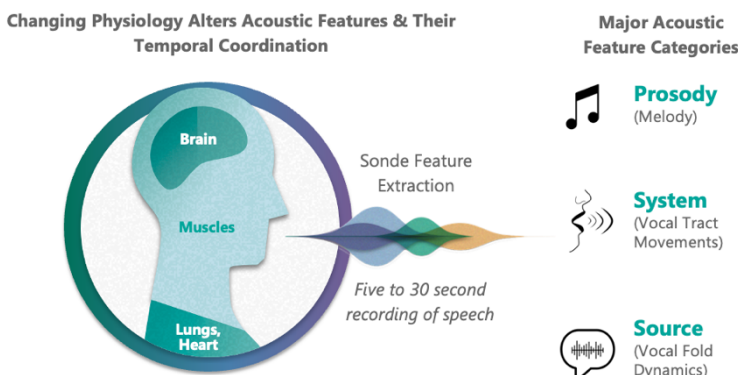 Changing Physiology Alters Acoustic Features & Their
Temporal Coordination
Major Acoustic
Feature Categories
Brain
Muscles
Lungs,
Heart
Sonde Feature
Extraction
Five to 30 second
recording of speech
Prosody
(Melody)
System
(Vocal Tract
Movements)
Source
(Vocal Fold
Dynamics)